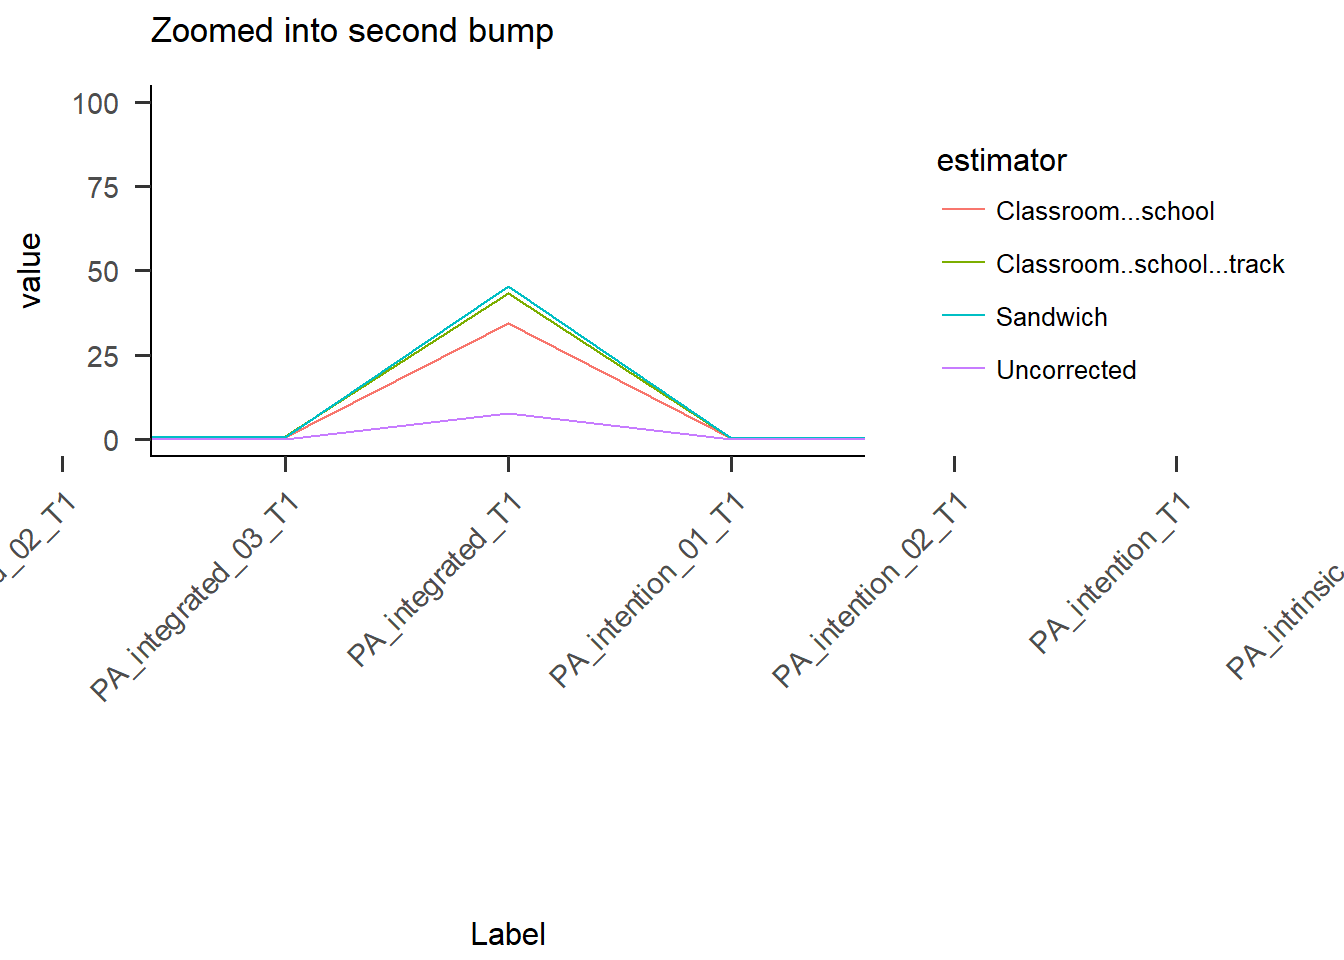 Zoomed into second bump
100
75
50
25
0
value
estimator
Classroom...school
Classroom..school...track
Sandwich
Uncorrected
_02_T1
PA_integrated_03_T1
PA_integrated_T1
PA_intention_01_T1
PA_intention_02_T1
PA_intention_T1
PA_intrinsic
Label